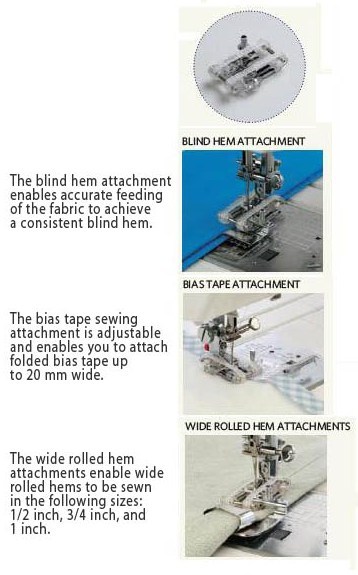 BLIND HEM ATTACHMENT
The blind hem attachment
enables accurate feeding
of the fabric to achieve
a consistent blind hem.
BIAS TAPE ATTACHMENT
The bias tape sewing
attachment is adjustable
and enables you to attach
folded bias tape up
to 20 mm wide.
WIDE ROLLED HEM ATTACHMENTS
The wide rolled hem
attachments enable wide
rolled hems to be sewn
in the following sizes:
1/2 inch, 3/4 inch, and
1 inch.